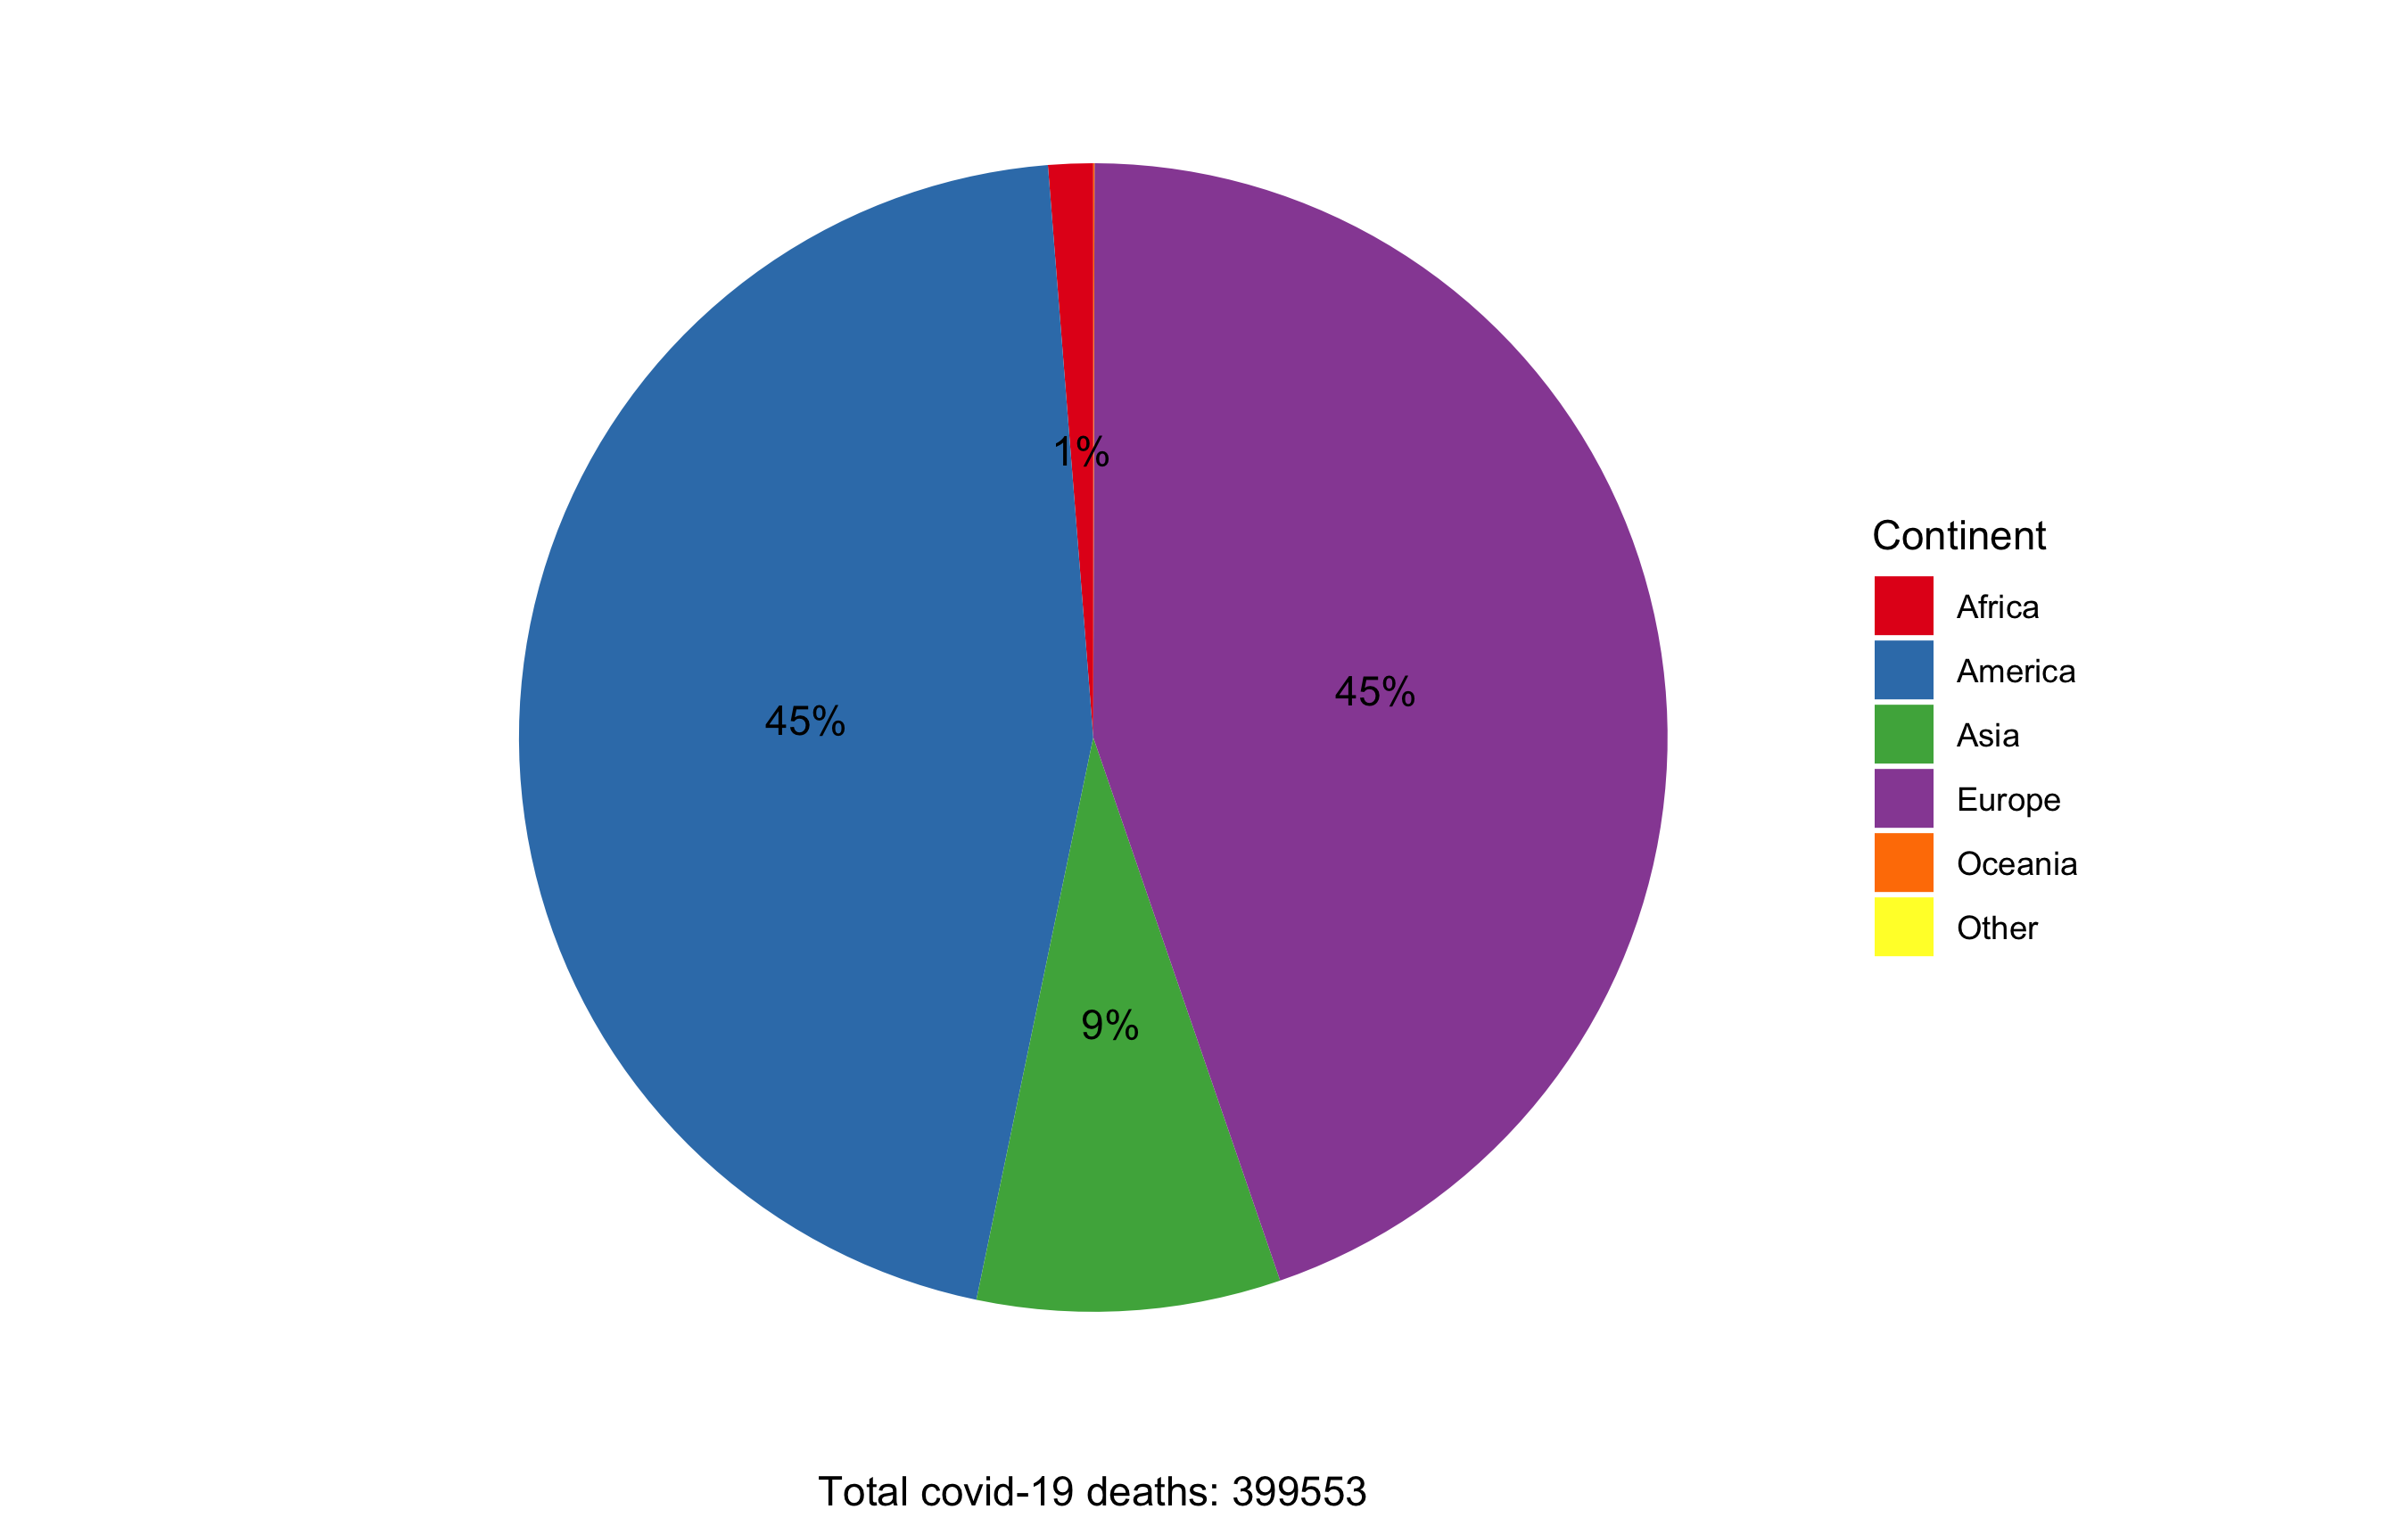 1%
45%
45%
9%
Continent
Africa
America
Asia
Europe
Oceania
Other
Total covid-19 deaths: 399553